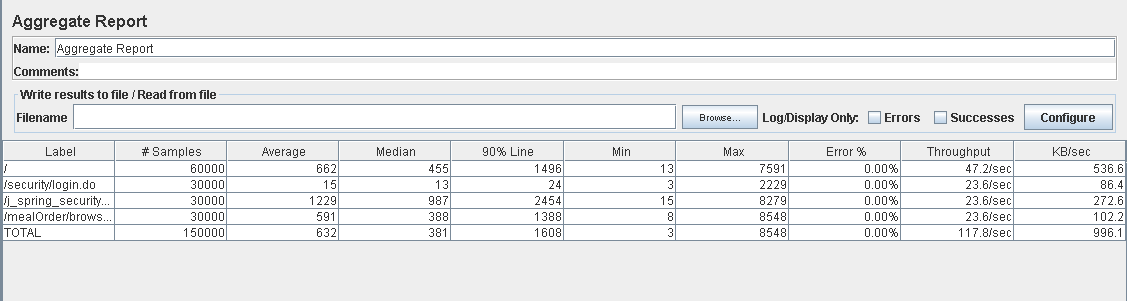 Aggregate Report
Name: Aggregate Report
Comments:
Write results to file / Read from file
Filename Browse... Log/Display Only: Errors Successes Configure
Label # Samples Average Median 90% Line Min Max Error % Throughput KB/sec
/ 60000 662 455 1496 13 7591 0.00% 47.2/sec 536.6
/security/login.do 30000 15 13 24 3 2229 0.00% 23.6/sec 86.4
/j_spring_security... 30000 1229 987 2454 15 8279 0.00% 23.6/sec 272.6
/mealOrder/brows... 30000 591 388 1388 8 8548 0.00% 23.6/sec 102.2
TOTAL 150000 632 381 1608 3 8548 0.00% 117.8/sec 996.1